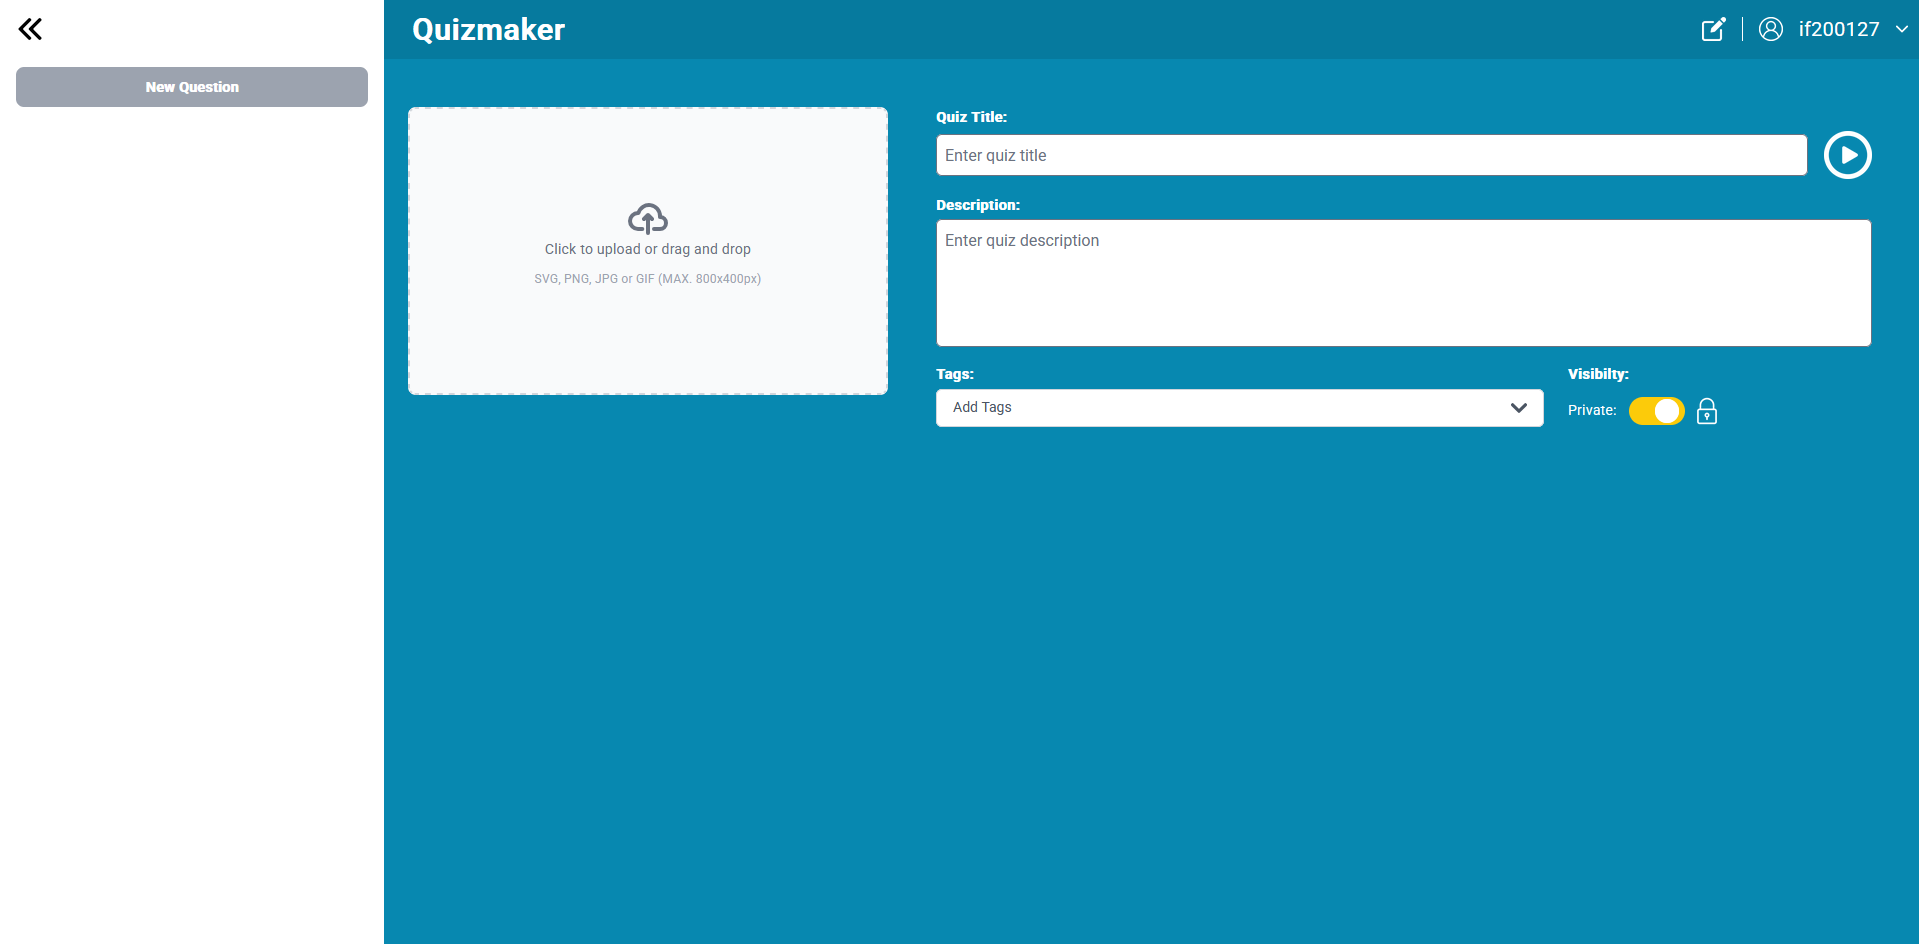 Quizmaker
if200127
New Question
Quiz Title:
Enter quiz title
Click to upload or drag and drop
SVG, PNG, JPG or GIF (MAX. 800x400px)
Description:
Enter quiz description
Tags:
Add Tags
Visibilty:
Private: